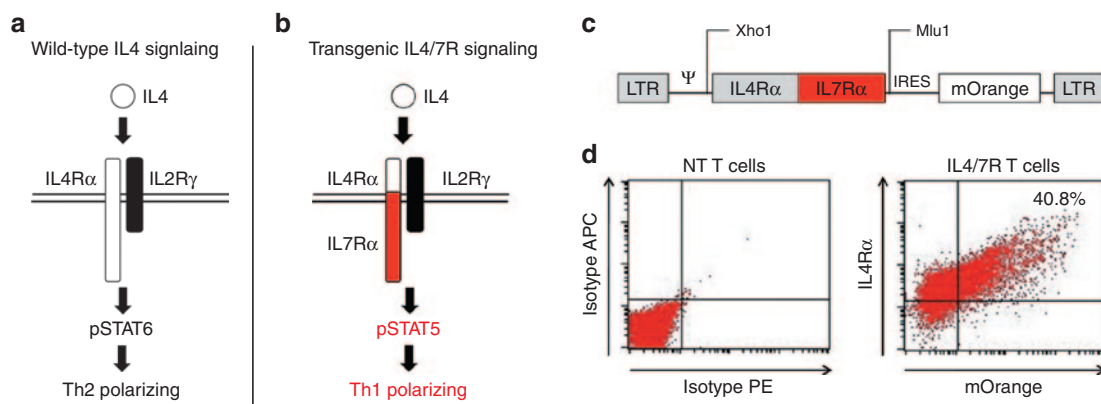 a
Wild-type IL4 signlaing
IL4
IL4Rα
IL2Rγ
pSTAT6
Th2 polarizing
b
Transgenic IL4/7R signaling
IL4
IL4Rα
IL2Rγ
IL7Rα
pSTAT5
Th1 polarizing
c
Xho1
Mlu1
LTR
Ψ
IL4Rα
IL7Rα
IRES
mOrange
LTR
d
NT T cells
Isotype APC
Isotype PE
IL4/7R T cells
40.8%
IL4Rα
mOrange